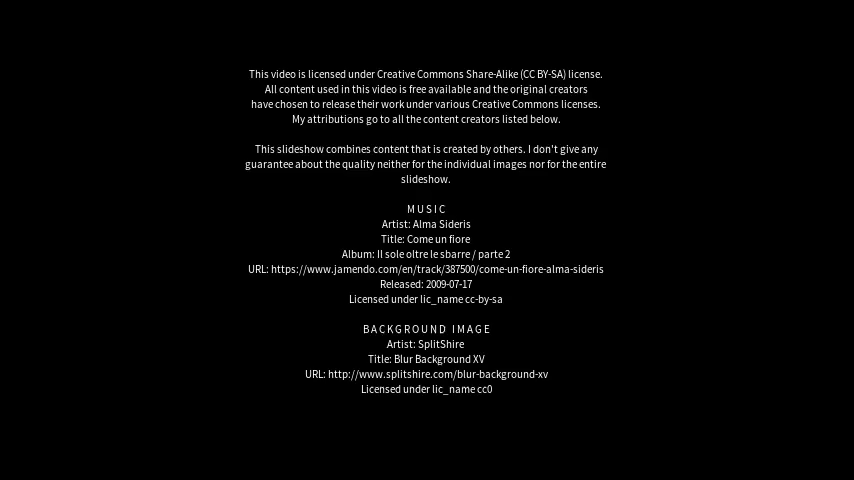 This video is licensed under Creative Commons Share-Alike (CC BY-SA) license.
All content used in this video is free available and the original creators
have chosen to release their work under various Creative Commons licenses.
My attributions go to all the content creators listed below.
This slideshow combines content that is created by others. I don't give any
guarantee about the quality neither for the individual images nor for the entire
slideshow.
MUSIC
Artist: Alma Sideris
Title: Come un fiore
Album: Il sole oltre le sbarre / parte 2
URL: https://www.jamendo.com/en/track/387500/come-un-fiore-alma-sideris
Released: 2009-07-17
Licensed under lic_name cc-by-sa
BACKGROUND IMAGE
Artist: SplitShire
Title: Blur Background XV
URL: http://www.splitshire.com/blur-background-xv
Licensed under lic_name cc0